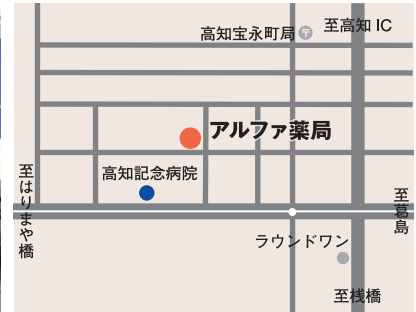 高知宝永町局
至高知 IC
アルファ薬局
高知記念病院
至はりまや橋
至葛島
ラウンドワン
至桟橋